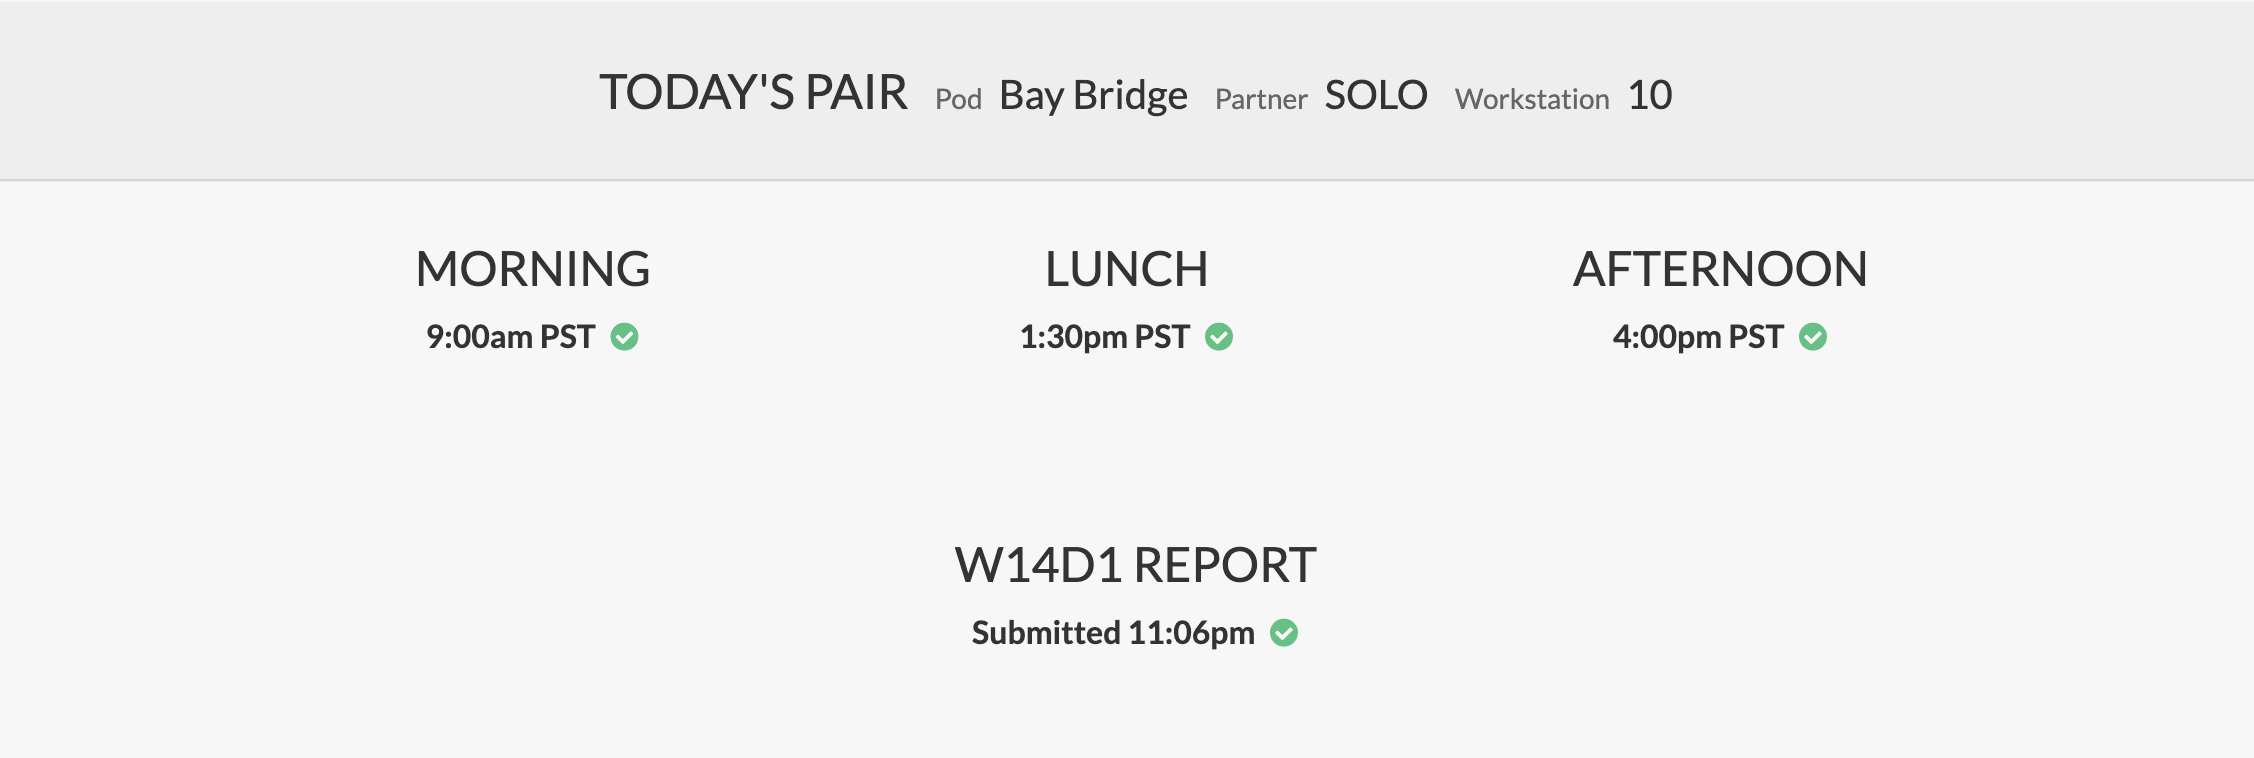 TODAY'S PAIR Pod Bay Bridge Partner SOLO Workstation 10
MORNING
9:00am PST
LUNCH
1:30pm PST
AFTERNOON
4:00pm PST
W14D1 REPORT
Submitted 11:06pm